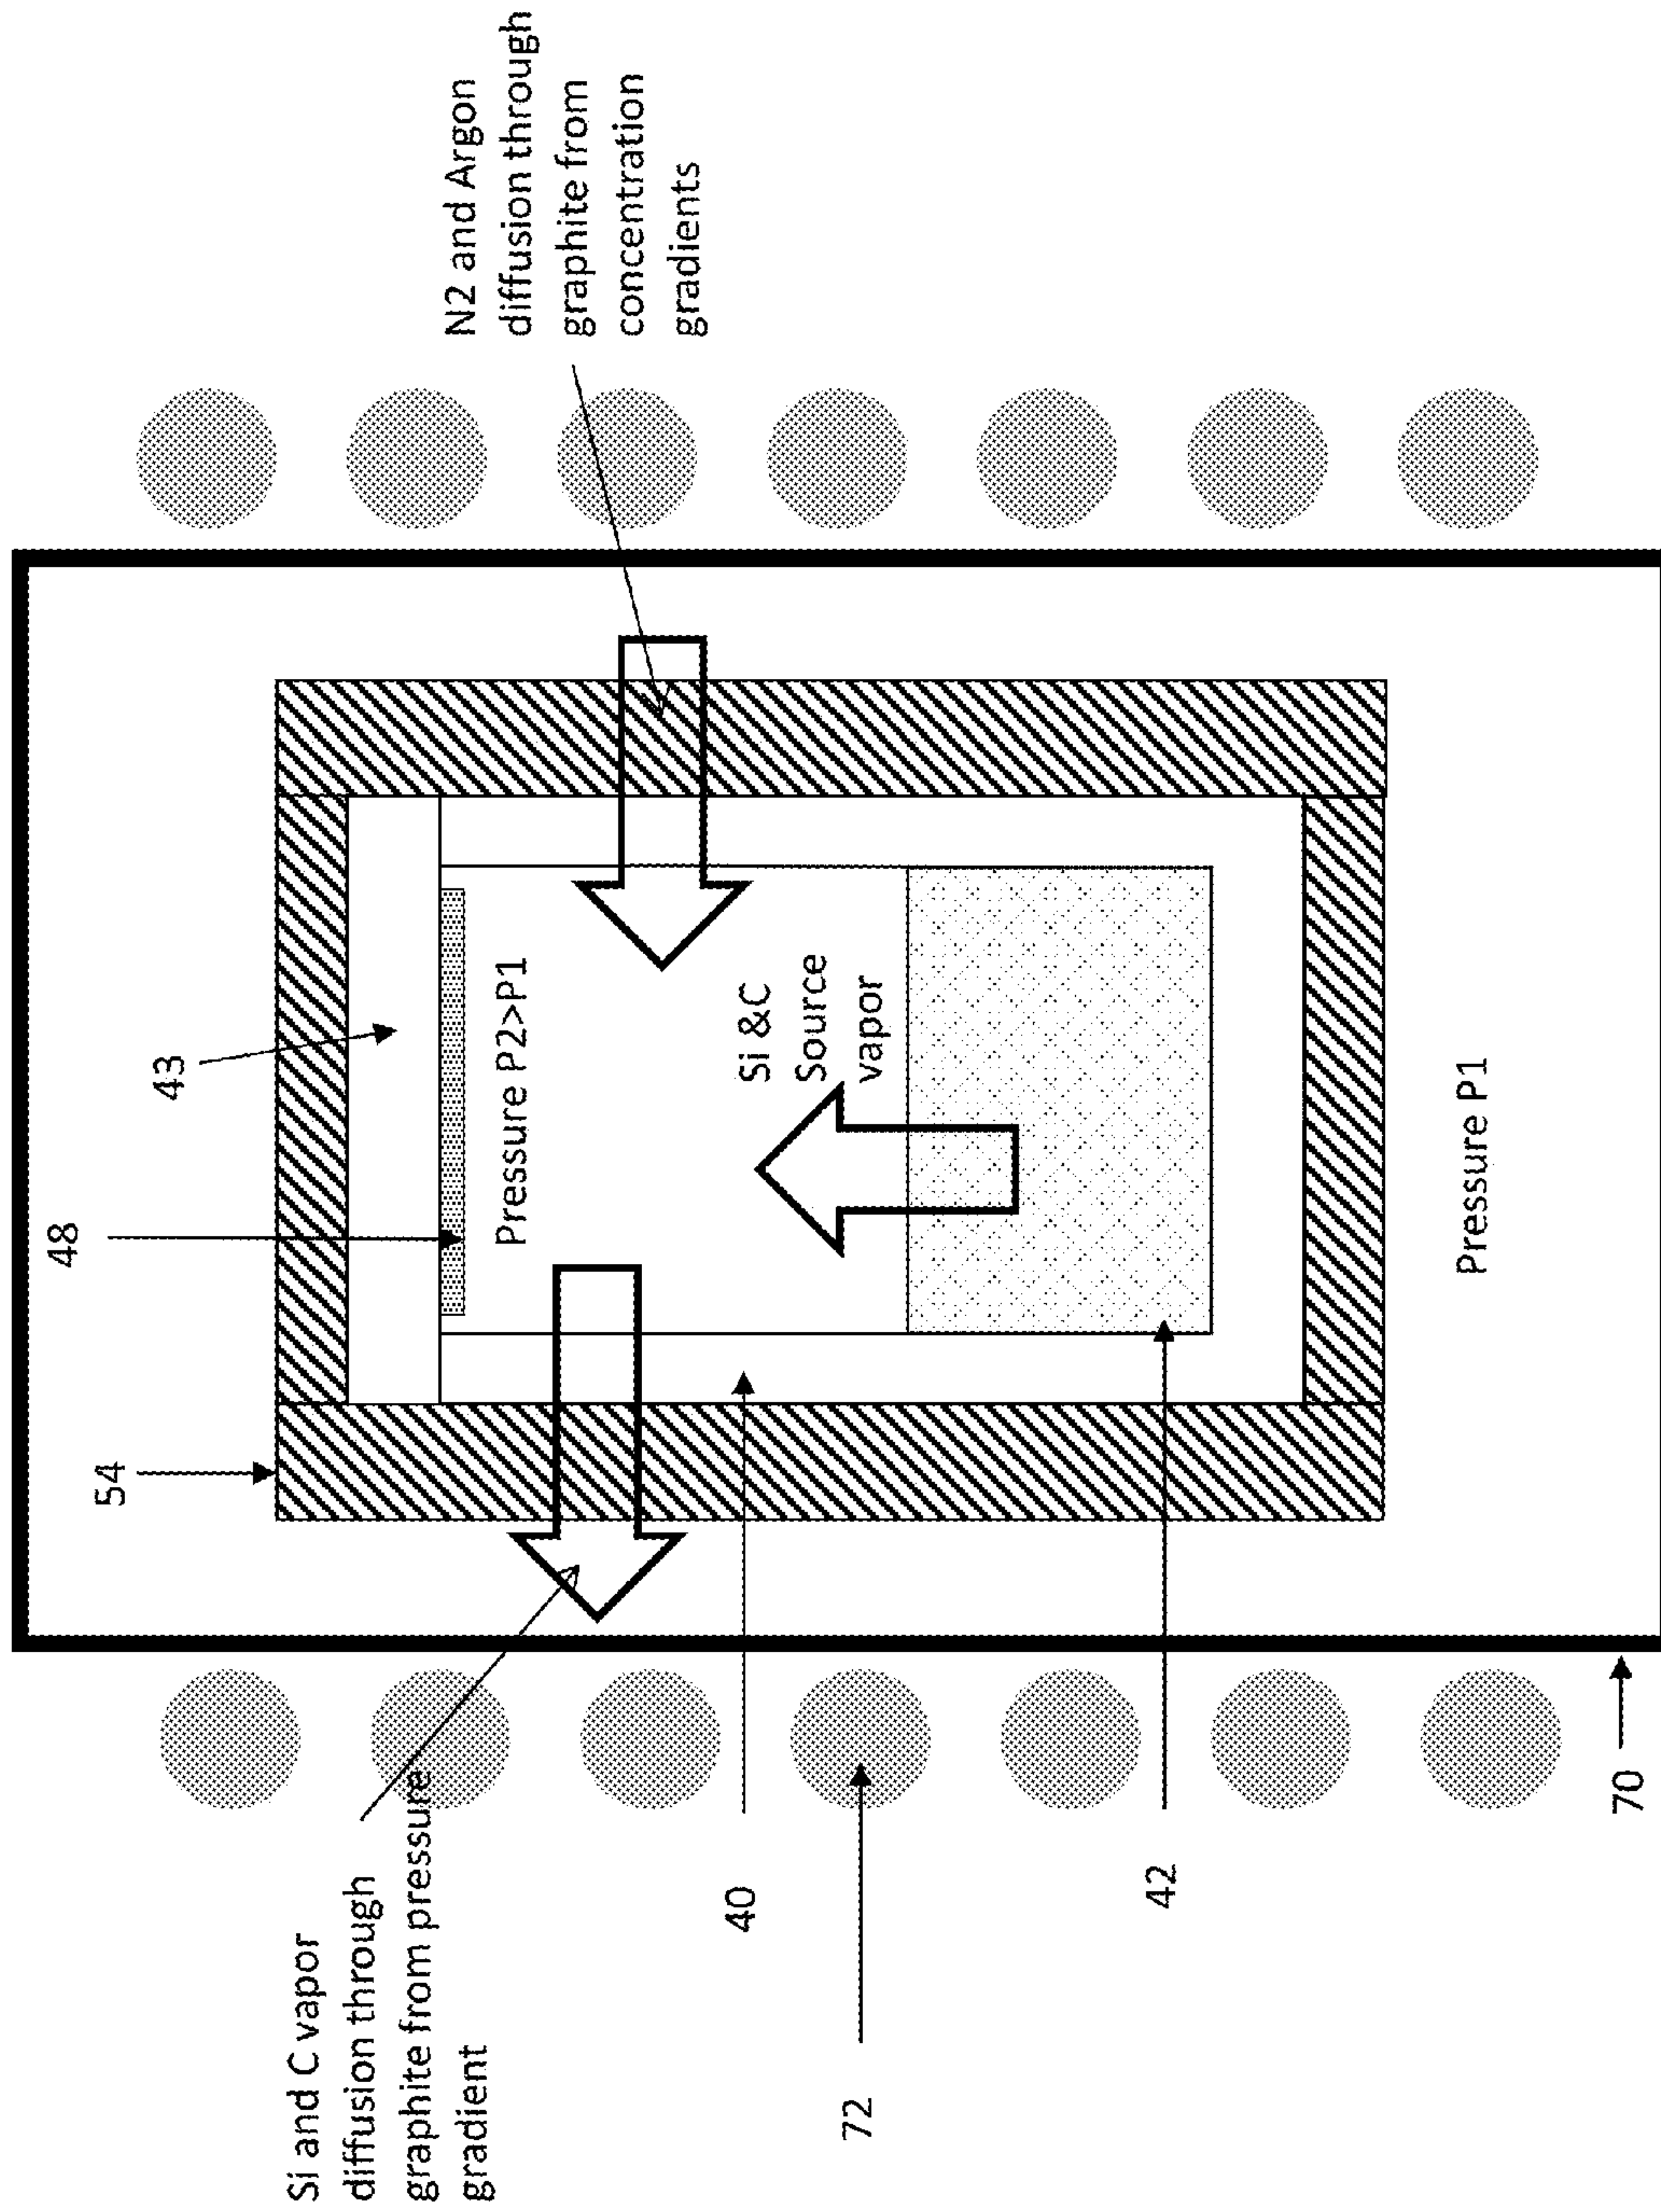 Si and C vapor
diffusion through
graphite from pressure
gradient
54
48
43
N2 and Argon
diffusion through
graphite from
concentration
gradients
Pressure P2>P1
Si &C
Source
vapor
40
72
42
Pressure P1
70